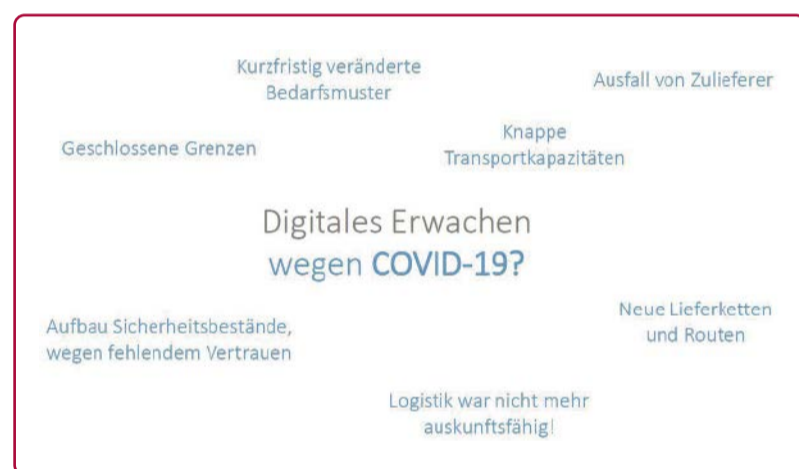 Kurzfristig veränderte
Bedarfsmuster
Ausfall von Zulieferer
Geschlossene Grenzen
Knappe
Transportkapazitäten
Digitales Erwachen
wegen COVID-19?
Neue Lieferketten
und Routen
Aufbau Sicherheitsbestände,
wegen fehlendem Vertrauen
Logistik war nicht mehr
auskunftsfähig!